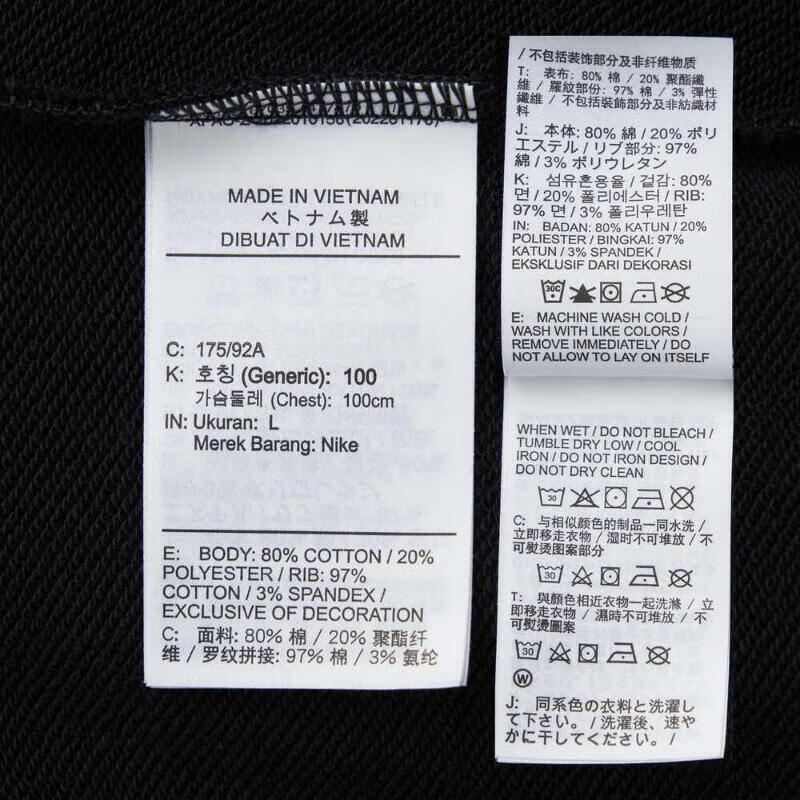 MADE IN VIETNAM
ベトナム製
DIBUAT DI VIETNAM
C: 175/92A
K: 호칭 (Generic): 100
가슴둘레 (Chest): 100cm
IN: Ukuran: L
Merek Barang: Nike
E: BODY: 80% COTTON / 20%
POLYESTER / RIB: 97%
COTTON / 3% SPANDEX /
EXCLUSIVE OF DECORATION
C: 面料: 80% 棉 / 20% 聚酯纤
维 / 罗纹拼接: 97% 棉 / 3% 氨纶
/ 不包括装饰部分及非纤维物质
T: 表布: 80% 棉 / 20% 聚酯纖
維 / 羅紋部份: 97% 棉 / 3% 彈性
纖維 / 不包括裝飾部分及非紡織材
料
J: 本体: 80% 綿 / 20% ポリ
エステル / リブ部分: 97%
綿 / 3% ポリウレタン
K: 섬유혼용율 / 겉감: 80%
면 / 20% 폴리에스터 / RIB:
97% 면 / 3% 폴리우레탄
IN: BADAN: 80% KATUN / 20%
POLIESTER / BINGKAI: 97%
KATUN / 3% SPANDEK /
EKSKLUSIF DARI DEKORASI
30C
E: MACHINE WASH COLD /
WASH WITH LIKE COLORS /
REMOVE IMMEDIATELY / DO
NOT ALLOW TO LAY ON ITSELF
WHEN WET / DO NOT BLEACH /
TUMBLE DRY LOW / COOL
IRON / DO NOT IRON DESIGN /
DO NOT DRY CLEAN
30
C: 与相似颜色的制品一同水洗 /
立即移走衣物 / 湿时不可堆放 / 不
可熨烫图案部分
30
T: 與顏色相近衣物一起洗滌 / 立
即移走衣物 / 濕時不可堆放 / 不
可熨燙圖案
30
W
J: 同系色の衣料と洗濯し
て下さい。/ 洗濯後、速や
かに干してください。/